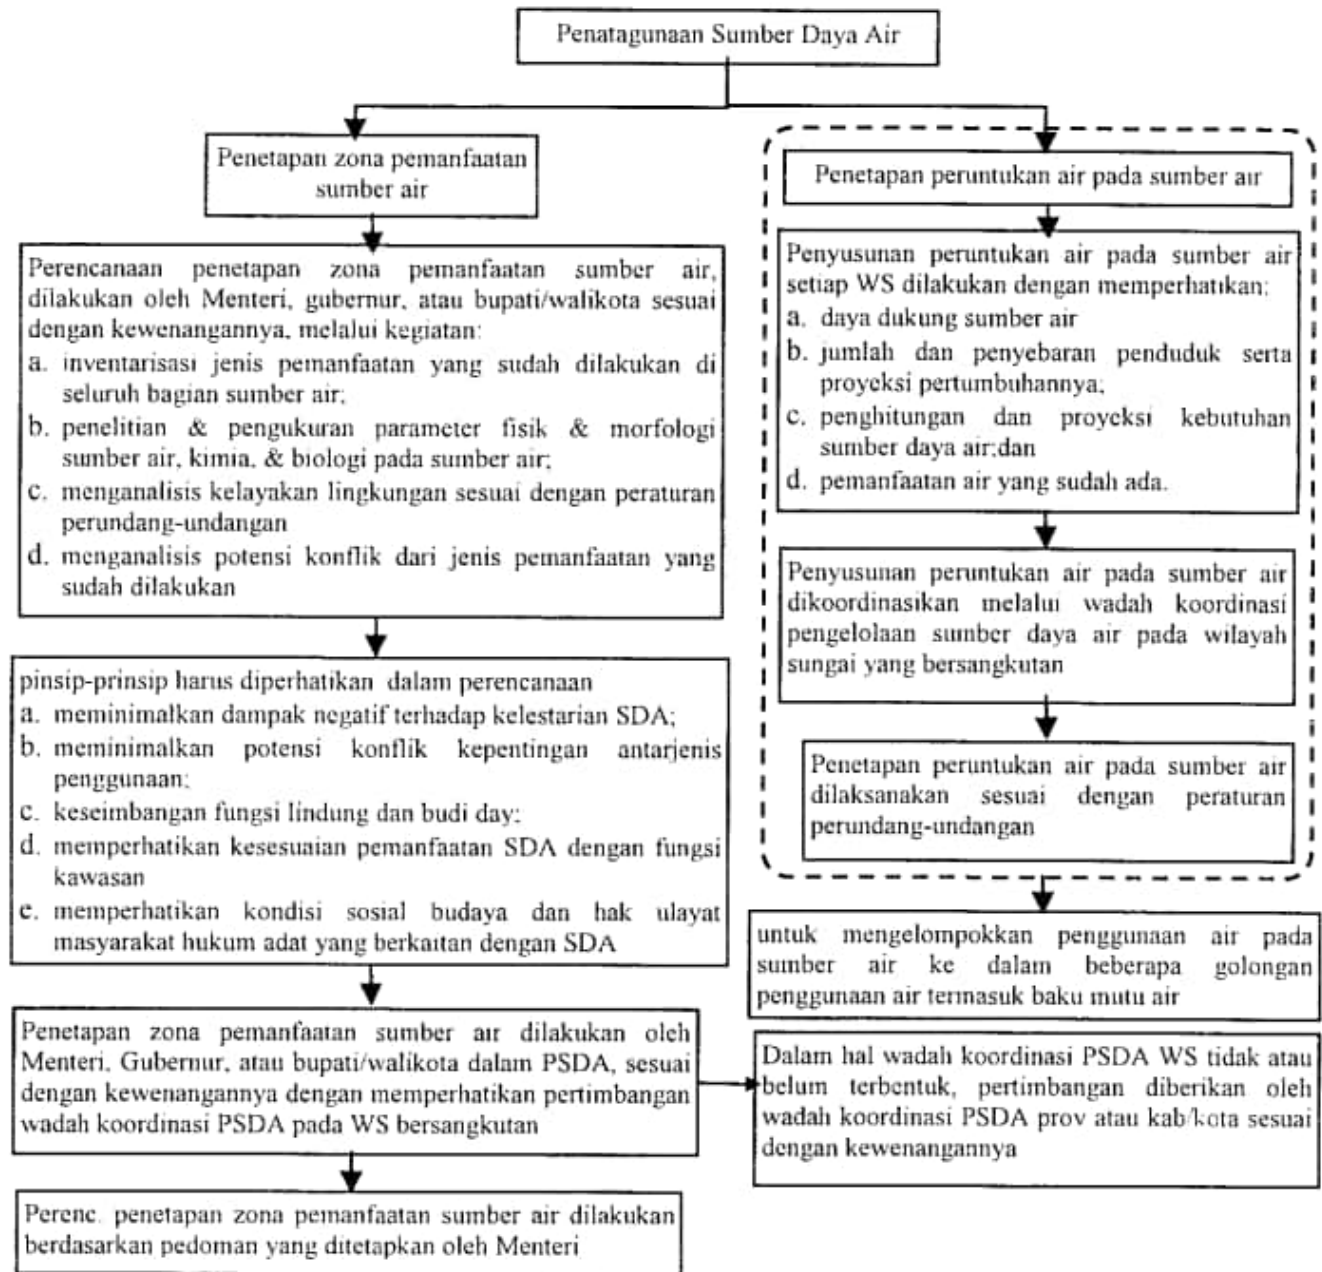 Penatagunaan Sumber Daya Air
Penetapan zona pemanfaatan
sumber air
Perencanaan penetapan zona pemanfaatan sumber air,
dilakukan oleh Menteri, gubernur, atau bupati/walikota sesuai
dengan kewenangannya, melalui kegiatan:
a. inventarisasi jenis pemanfaatan yang sudah dilakukan di
seluruh bagian sumber air;
b. penelitian & pengukuran parameter fisik & morfologi
sumber air, kimia, & biologi pada sumber air;
c. menganalisis kelayakan lingkungan sesuai dengan peraturan
perundang-undangan
d. menganalisis potensi konflik dari jenis pemanfaatan yang
sudah dilakukan
pinsip-prinsip harus diperhatikan dalam perencanaan
a. meminimalkan dampak negatif terhadap kelestarian SDA;
b. meminimalkan potensi konflik kepentingan antarjenis
penggunaan;
c. keseimbangan fungsi lindung dan budi day;
d. memperhatikan kesesuaian pemanfaatan SDA dengan fungsi
kawasan
e. memperhatikan kondisi sosial budaya dan hak ulayat
masyarakat hukum adat yang berkaitan dengan SDA
Penetapan zona pemanfaatan sumber air dilakukan oleh
Menteri, Gubernur, atau bupati/walikota dalam PSDA, sesuai
dengan kewenangannya dengan memperhatikan pertimbangan
wadah koordinasi PSDA pada WS bersangkutan
Perenc. penetapan zona pemanfaatan sumber air dilakukan
berdasarkan pedoman yang ditetapkan oleh Menteri
Penetapan peruntukan air pada sumber air
Penyusunan peruntukan air pada sumber air
setiap WS dilakukan dengan memperhatikan;
a. daya dukung sumber air
b. jumlah dan penyebaran penduduk serta
proyeksi pertumbuhannya;
c. penghitungan dan proyeksi kebutuhan
sumber daya air;dan
d. pemanfaatan air yang sudah ada.
Penyusunan peruntukan air pada sumber air
dikoordinasikan melalui wadah koordinasi
pengelolaan sumber daya air pada wilayah
sungai yang bersangkutan
Penetapan peruntukan air pada sumber air
dilaksanakan sesuai dengan peraturan
perundang-undangan
untuk mengelompokkan penggunaan air pada
sumber air ke dalam beberapa golongan
penggunaan air termasuk baku mutu air
Dalam hal wadah koordinasi PSDA WS tidak atau
belum terbentuk, pertimbangan diberikan oleh
wadah koordinasi PSDA prov atau kab/kota sesuai
dengan kewenangannya